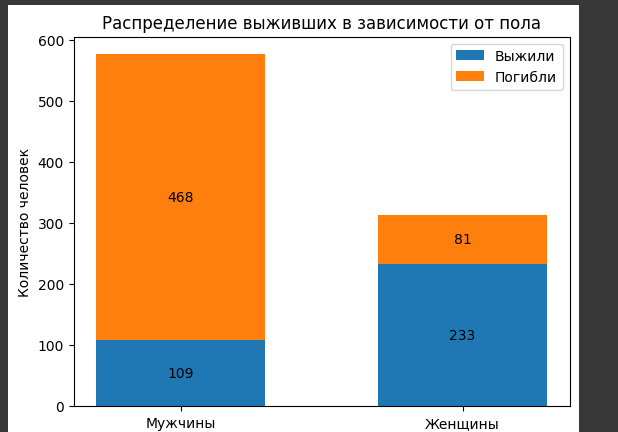 Распределение выживших в зависимости от пола
Количество человек
600
500
400
300
200
100
0
Выжили
Погибли
468
109
81
233
Мужчины
Женщины